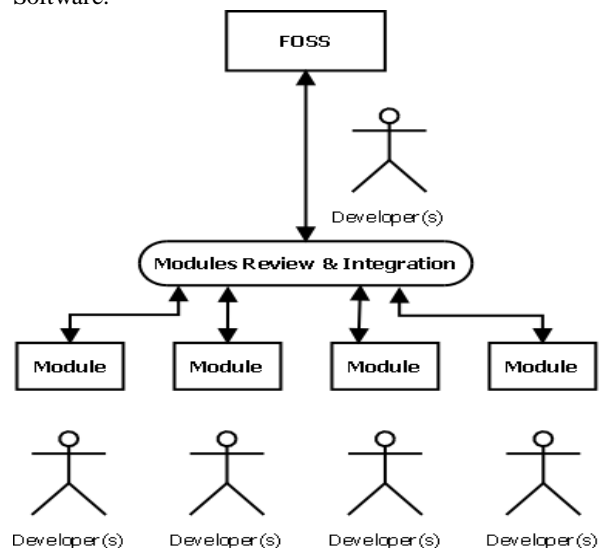 Software.
FOSS
Developer(s)
Modules Review & Integration
Module Module Module Module
Developer(s) Developer(s) Developer(s) Developer(s)